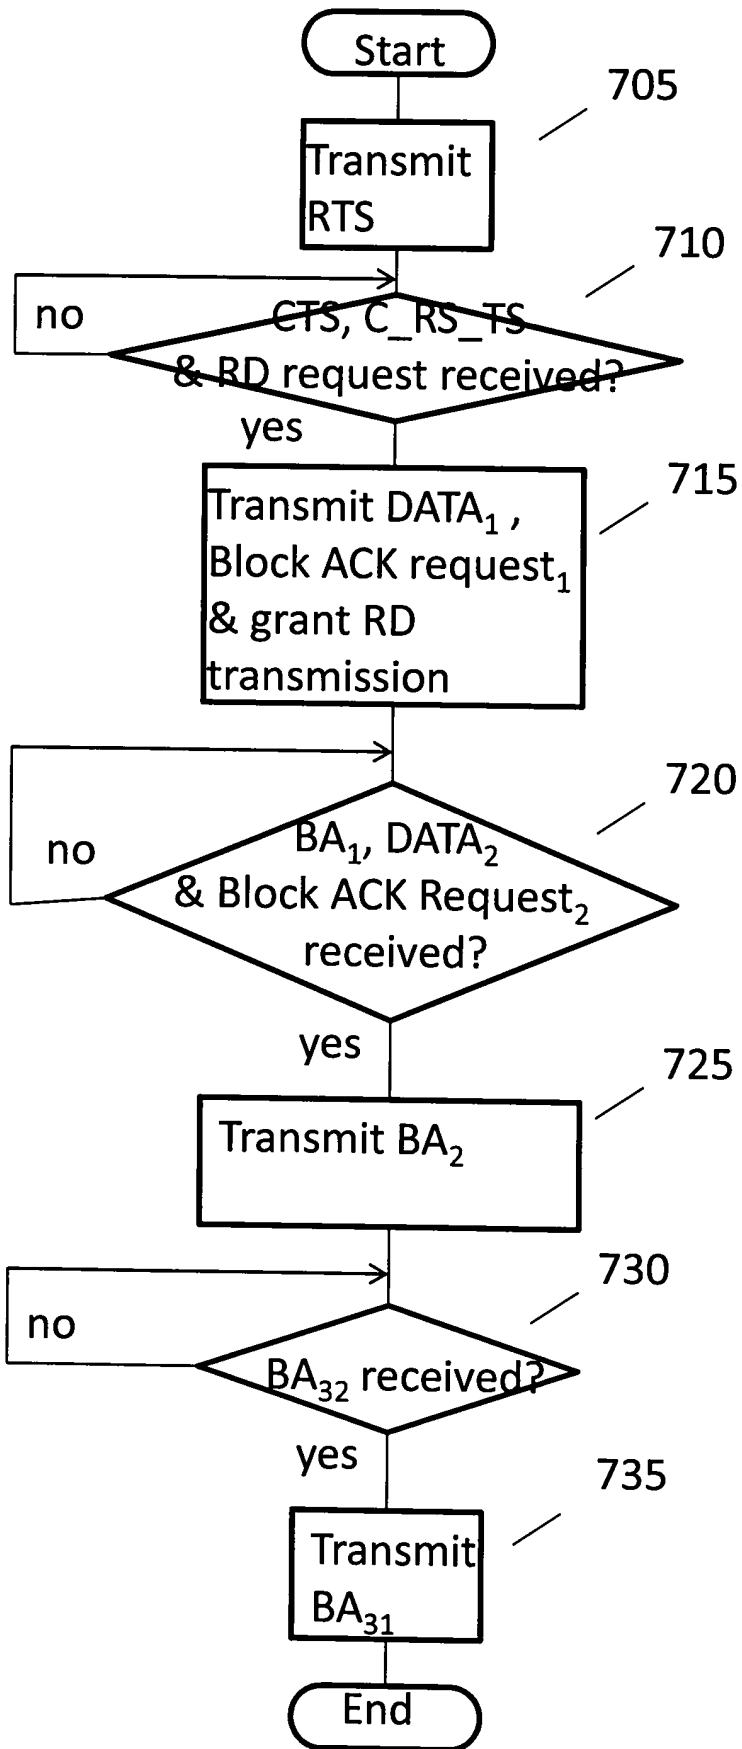 Start
705
Transmit
RTS
710
no
CTS, C_RS_TS
& RD request received?
yes
715
Transmit DATA₁ ,
Block ACK request₁
& grant RD
transmission
720
no
BA₁, DATA₂
& Block ACK Request₂
received?
yes
725
Transmit BA₂
730
no
BA₃₂ received?
yes
735
Transmit
BA₃₁
End